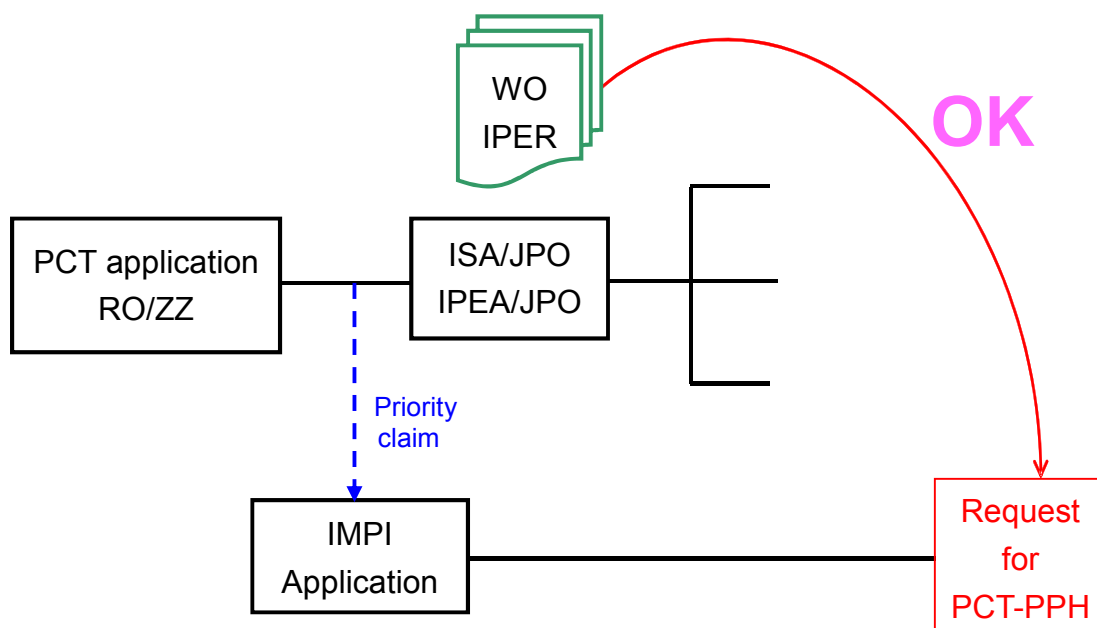 WO
IPER
OK
PCT application
RO/ZZ
ISA/JPO
IPEA/JPO
Priority
claim
IMPI
Application
Request
for
PCT-PPH